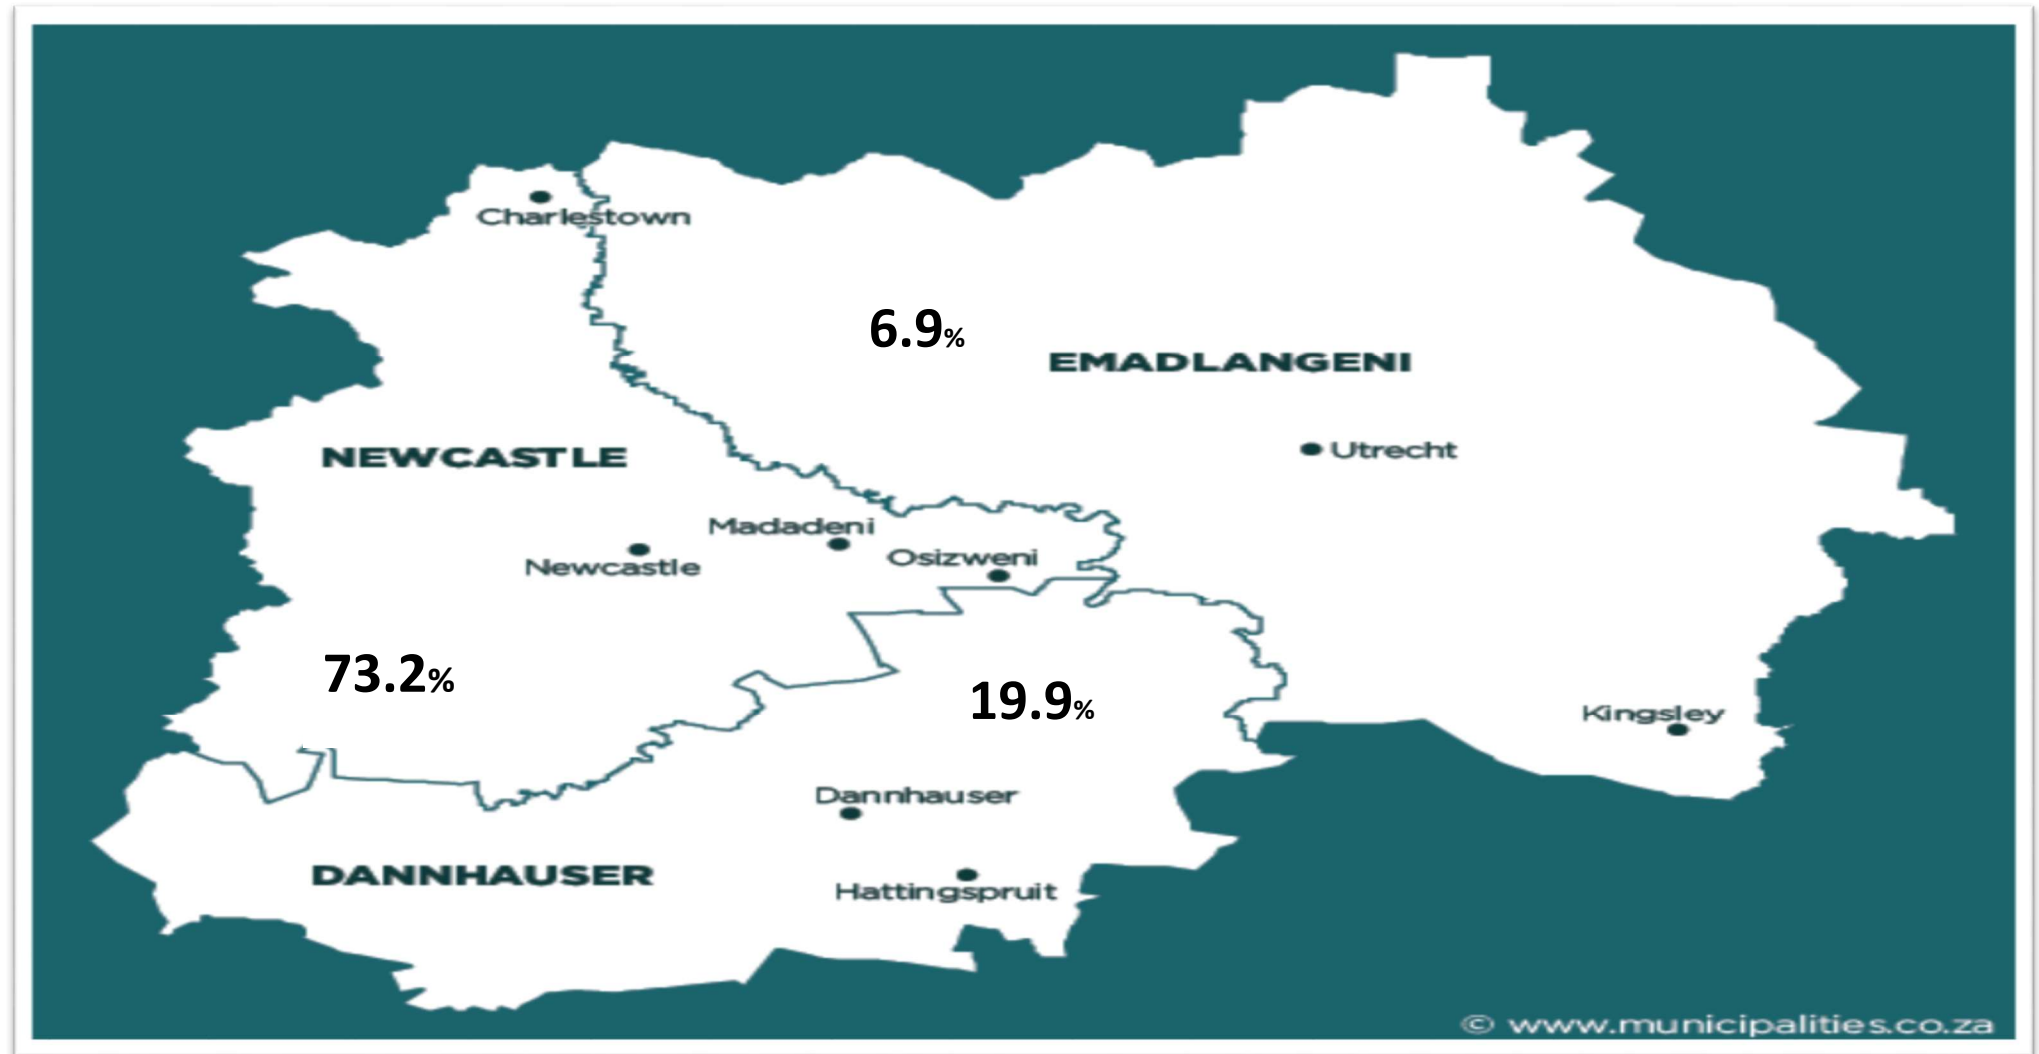 Charlestown
6.9%
EMADLANGENI
Utrecht
NEWCASTLE
Madadeni
Newcastle
Osizweni
73.2%
19.9%
Kingsley
Dannhauser
DANNHAUSER
Hattingspruit
© www.municipalities.co.za